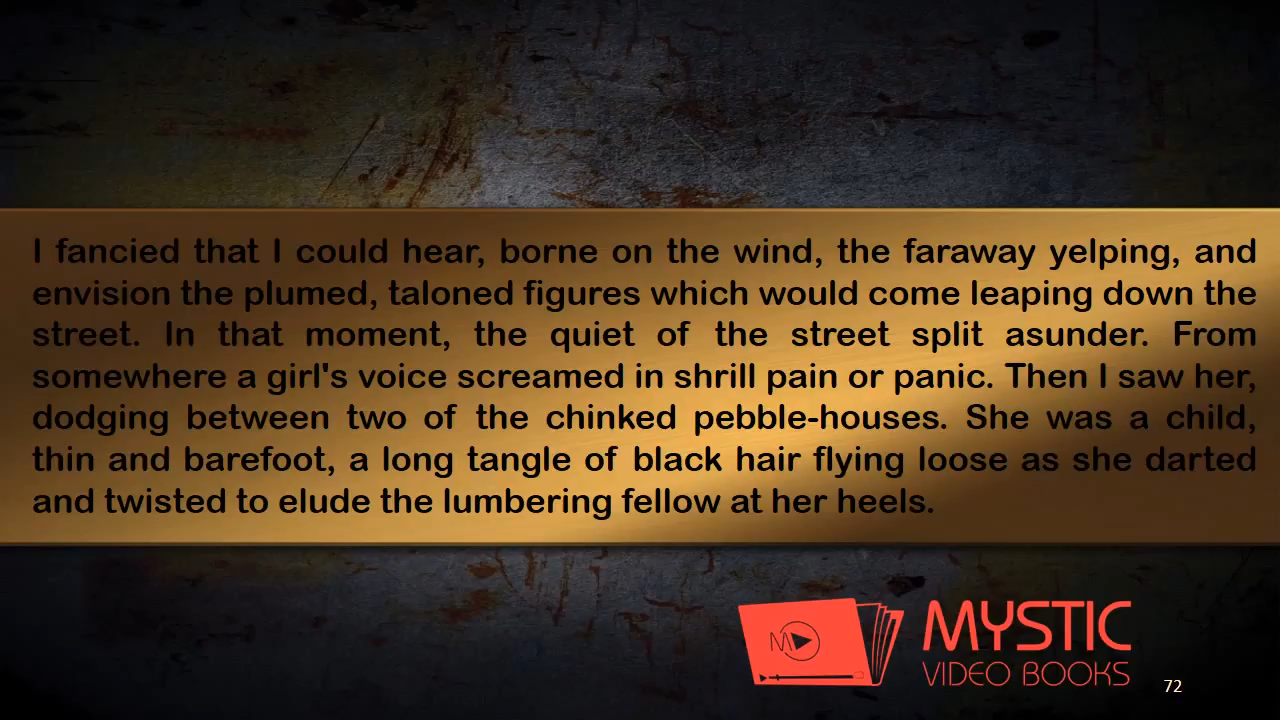 I fancied that I could hear, borne on the wind, the faraway yelping, and
envision the plumed, taloned figures which would come leaping down the
street. In that moment, the quiet of the street split asunder. From
somewhere a girl's voice screamed in shrill pain or panic. Then I saw her,
dodging between two of the chinked pebble-houses. She was a child,
thin and barefoot, a long tangle of black hair flying loose as she darted
and twisted to elude the lumbering fellow at her heels.
M
MYSTIC
VIDEO BOOKS
72